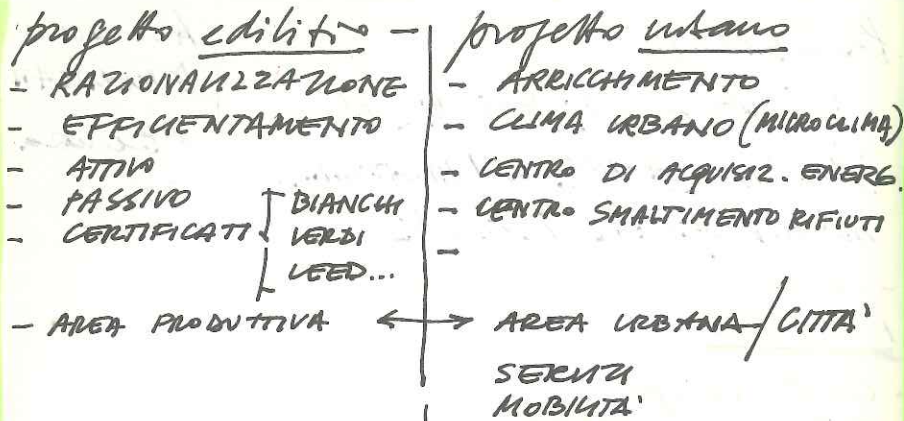 progetto edilizio -
- RAZIONALIZZAZIONE
- EFFICIENTAMENTO
- ATTIVO
- PASSIVO
- CERTIFICATI
BIANCHI
VERDI
LEED...
- AREA PRODUTTIVA
progetto urbano
- ARRICCHIMENTO
- CLIMA URBANO (MICROCLIMA)
- CENTRO DI ACQUISIZ. ENERG.
- CENTRO SMALTIMENTO RIFIUTI
-
AREA URBANA / CITTA'
SERVIZI
MOBILITA'